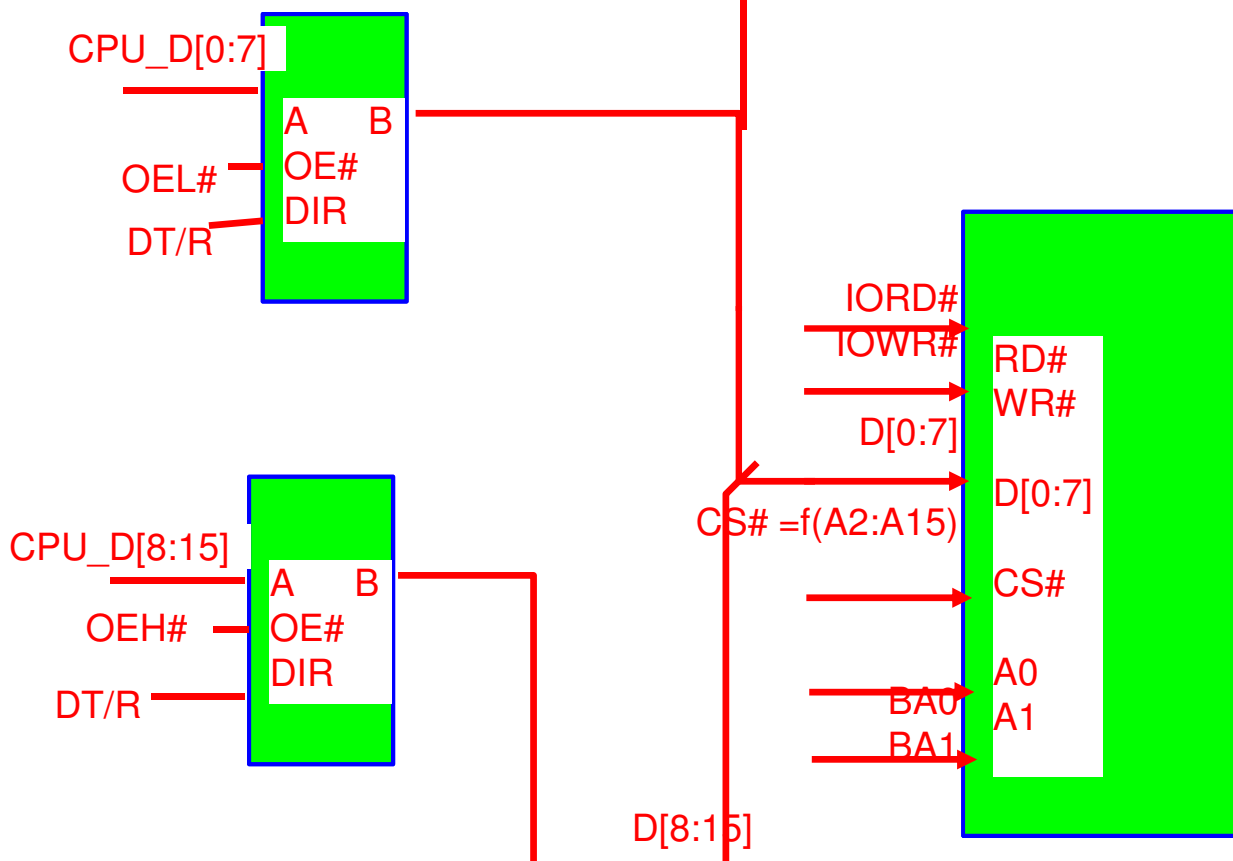 CPU_D[0:7]
A B
OEL# OE#
DIR
DT/R
IORD#
IOWR#
RD#
WR#
D[0:7]
D[0:7]
CS# =f(A2:A15)
CPU_D[8:15]
A B
CS#
OEH# OE#
DIR
DT/R
A0
BA0
A1
BA1
D[8:15]